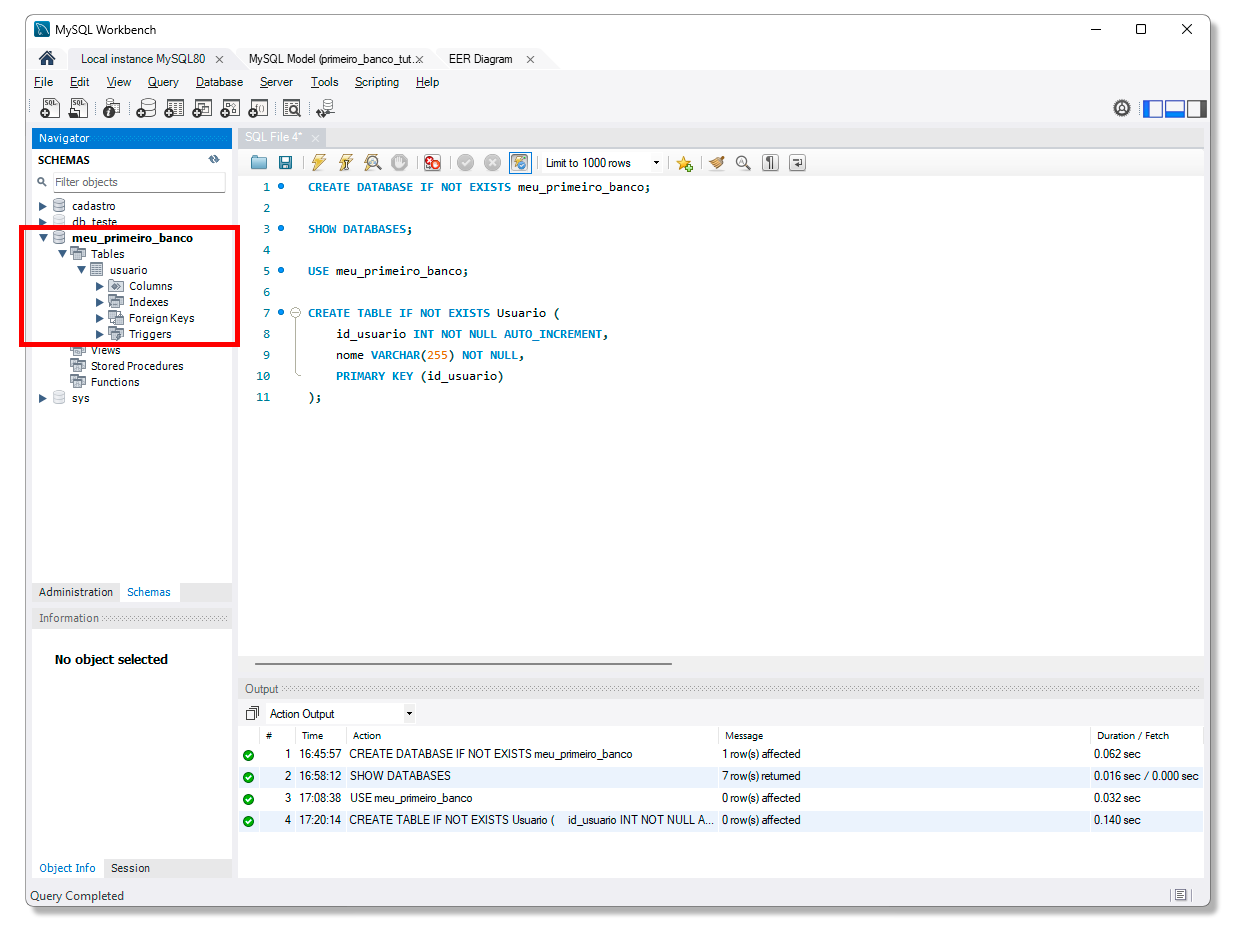 MySQL Workbench
Local instance MySQL80 MySQL Model (primeiro_banco_tut. EER Diagram
File Edit View Query Database Server Tools Scripting Help
Navigator
SCHEMAS
Filter objects
cadastro
db_teste
meu_primeiro_banco
Tables
usuario
Columns
Indexes
Foreign Keys
Triggers
Views
Stored Procedures
Functions
sys
Administration Schemas
Information
No object selected
Object Info Session
SQL File 4*
Limit to 1000 rows
1 CREATE DATABASE IF NOT EXISTS meu_primeiro_banco;
2
3 SHOW DATABASES;
4
5 USE meu_primeiro_banco;
6
7 CREATE TABLE IF NOT EXISTS Usuario (
8 id_usuario INT NOT NULL AUTO_INCREMENT,
9 nome VARCHAR(255) NOT NULL,
10 PRIMARY KEY (id_usuario)
11 );
Output
Action Output
# Time Action Message Duration / Fetch
1 16:45:57 CREATE DATABASE IF NOT EXISTS meu_primeiro_banco 1 row(s) affected 0.062 sec
2 16:58:12 SHOW DATABASES 7 row(s) returned 0.016 sec / 0.000 sec
3 17:08:38 USE meu_primeiro_banco 0 row(s) affected 0.032 sec
4 17:20:14 CREATE TABLE IF NOT EXISTS Usuario ( id_usuario INT NOT NULL A... 0 row(s) affected 0.140 sec
Query Completed